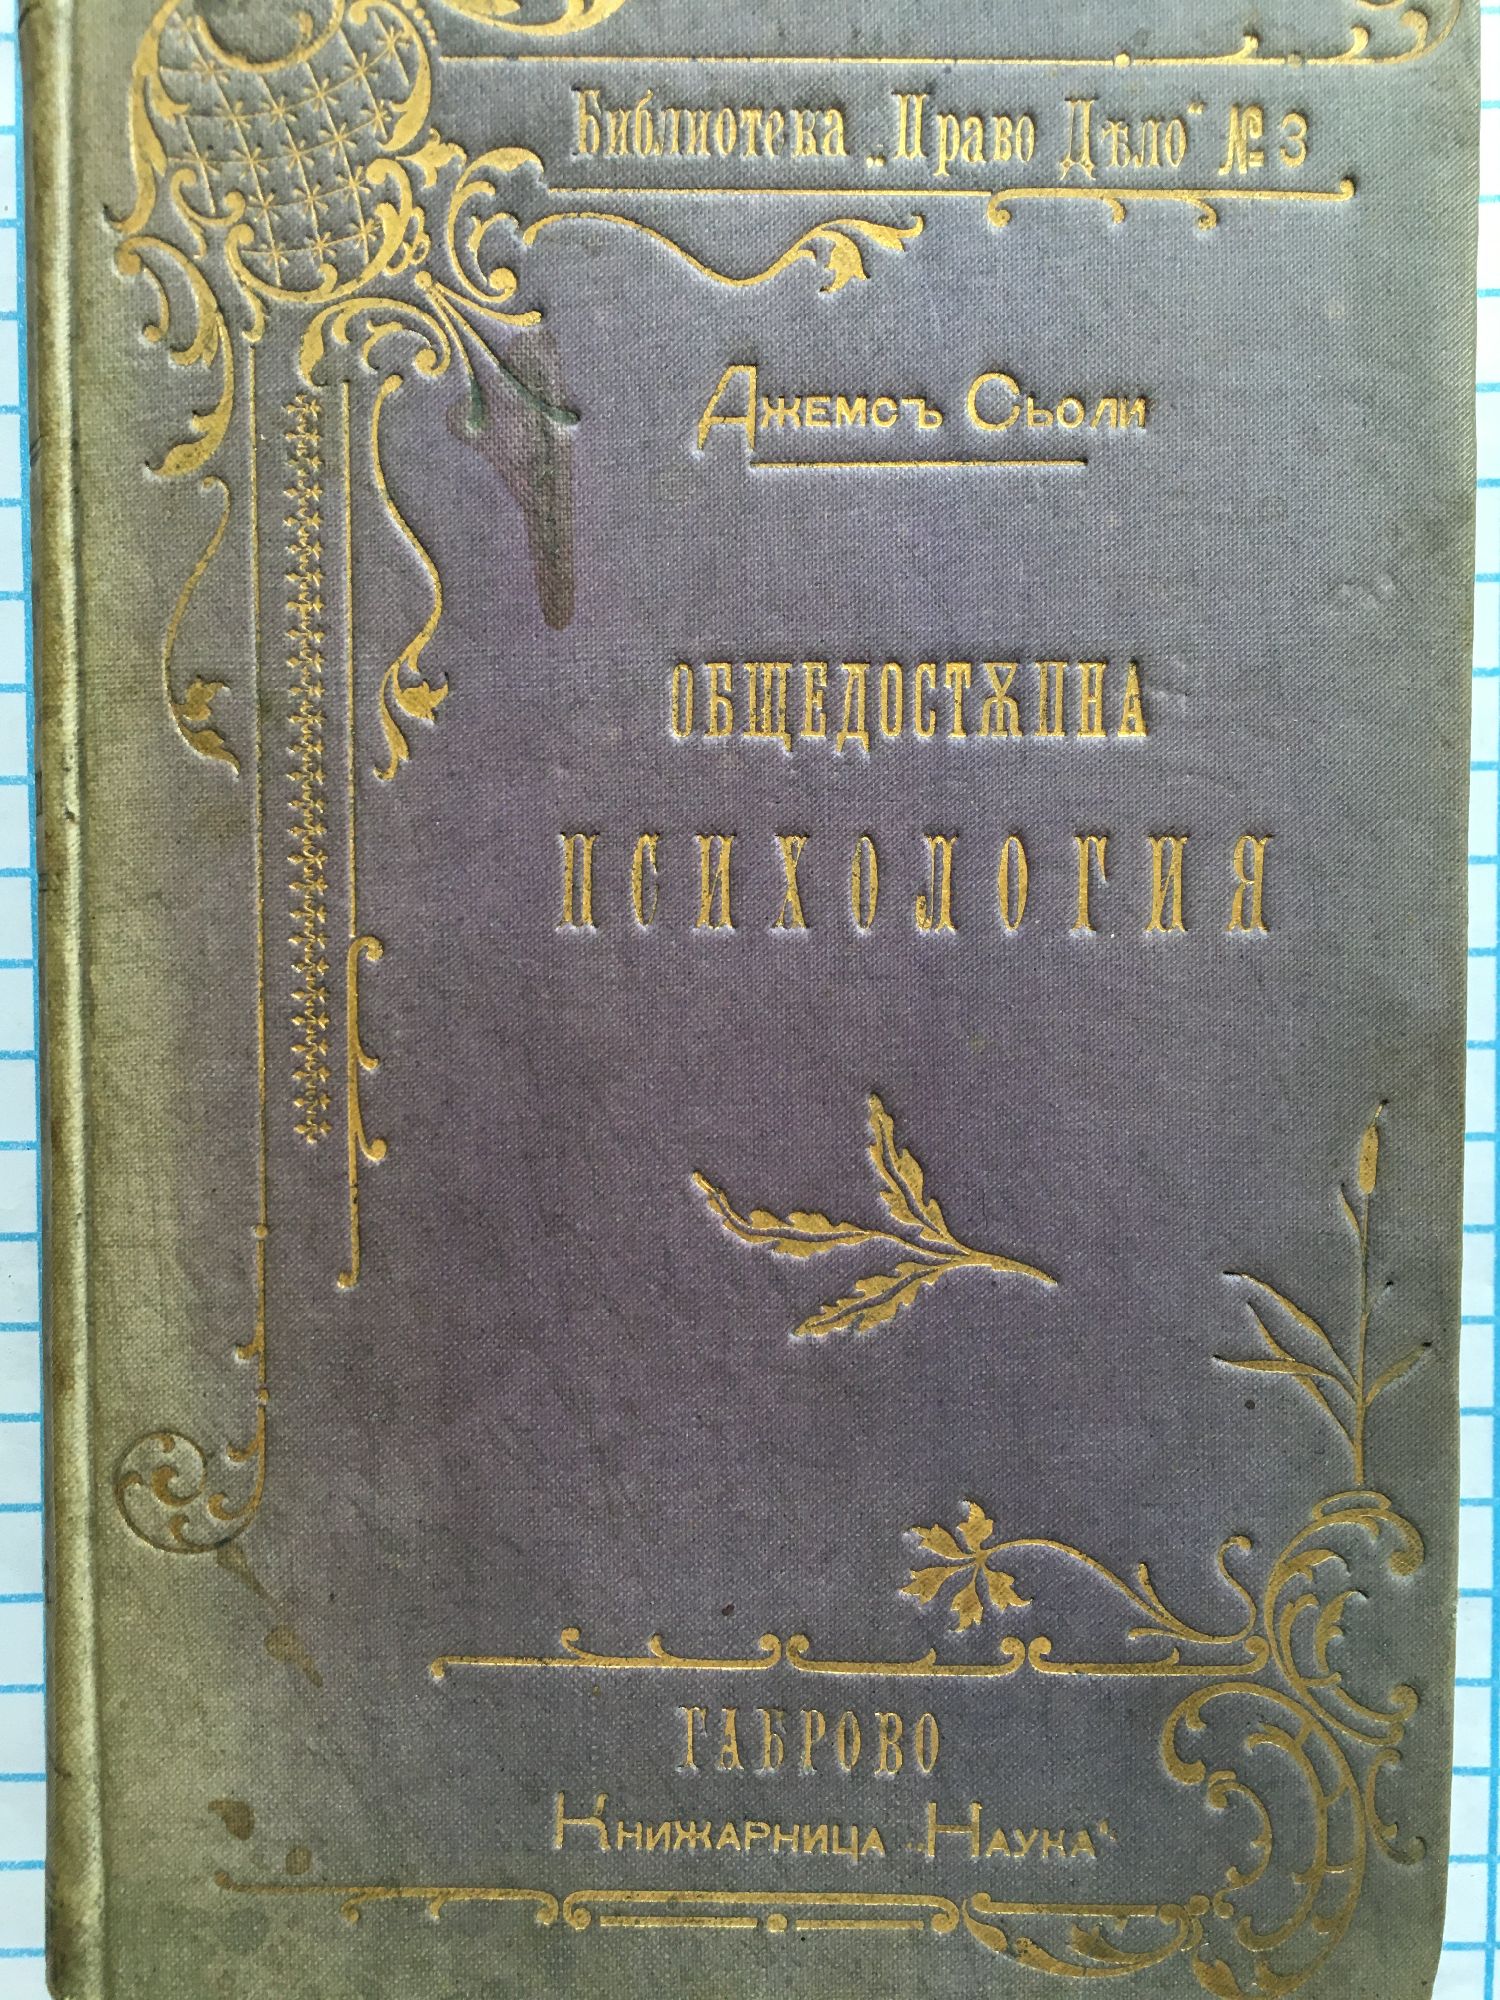 Библиотека „Право Дѣло“ № 3
Джемсъ Сьоли
ОБЩЕДОСТѪПНА
ПСИХОЛОГИЯ
ГАБРОВО
Книжарница „Наука“